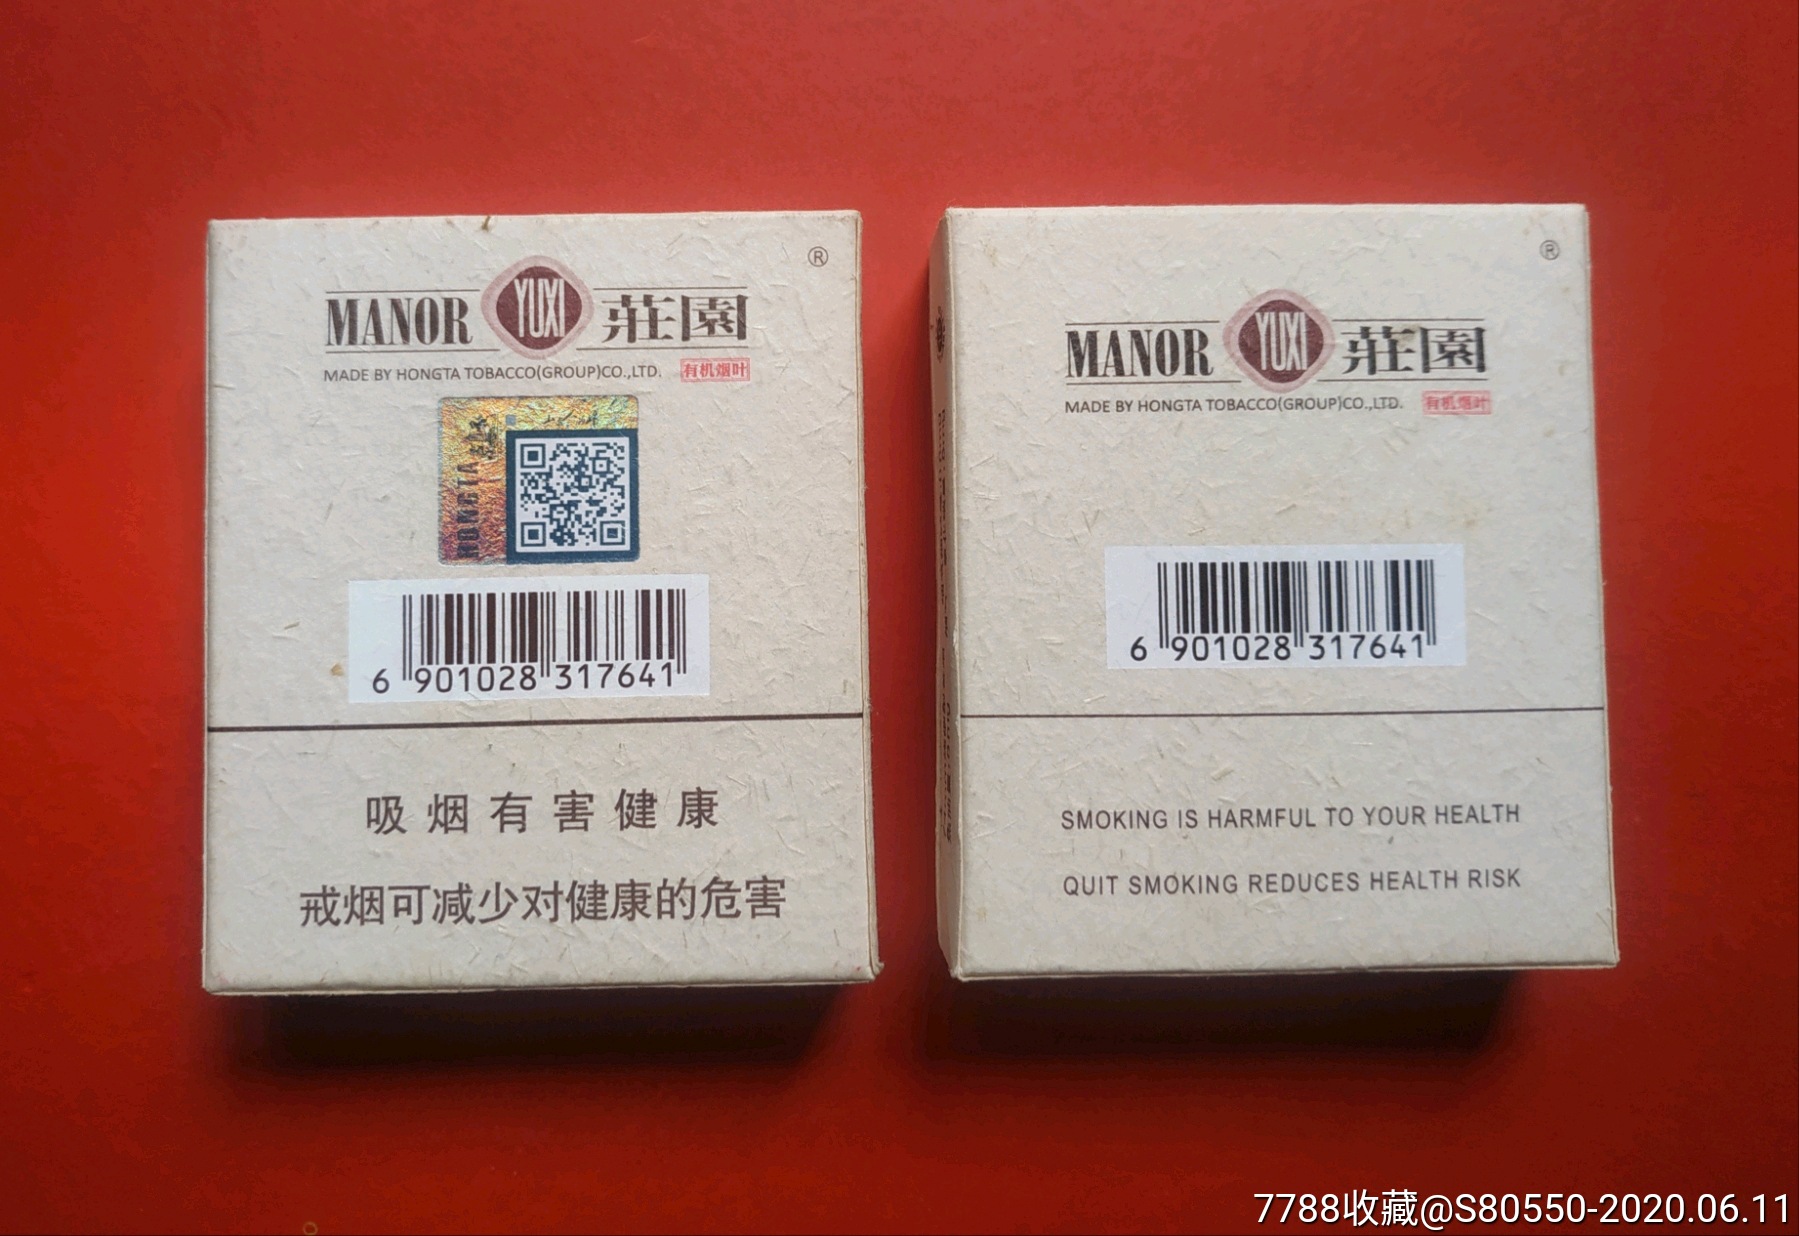 ®
MANOR YUXI 莊園
MADE BY HONGTA TOBACCO(GROUP)CO.,LTD. 有机烟叶
HONGTA
6 901028 317641
吸烟有害健康
戒烟可减少对健康的危害
®
MANOR YUXI 莊園
MADE BY HONGTA TOBACCO(GROUP)CO.,LTD. 有机烟叶
6 901028 317641
SMOKING IS HARMFUL TO YOUR HEALTH
QUIT SMOKING REDUCES HEALTH RISK
7788收藏@S80550-2020.06.11